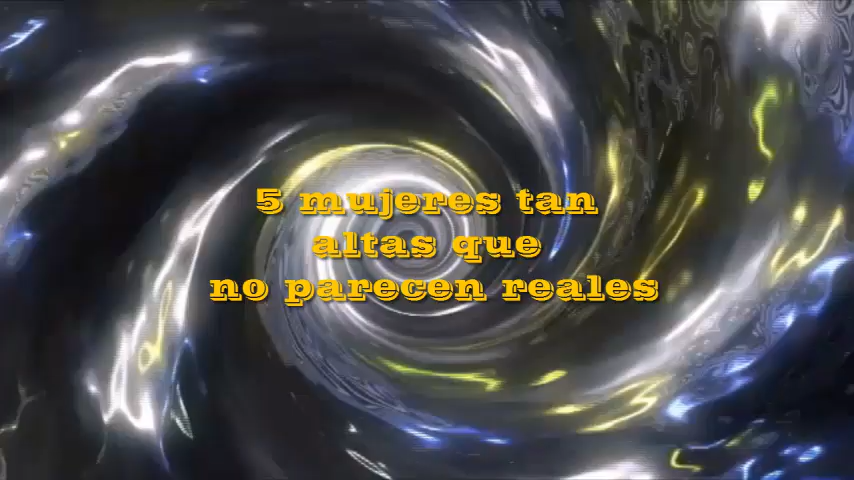 5 mujeres tan
altas que
no parecen reales